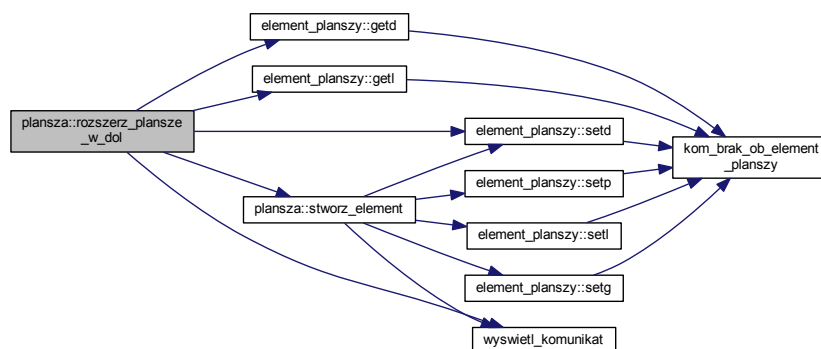 element_planszy::getd
element_planszy::getl
plansza::rozszerz_plansze
_w_dol
element_planszy::setd
kom_brak_ob_element
_planszy
element_planszy::setp
plansza::stworz_element
element_planszy::setl
element_planszy::setg
wyswietl_komunikat